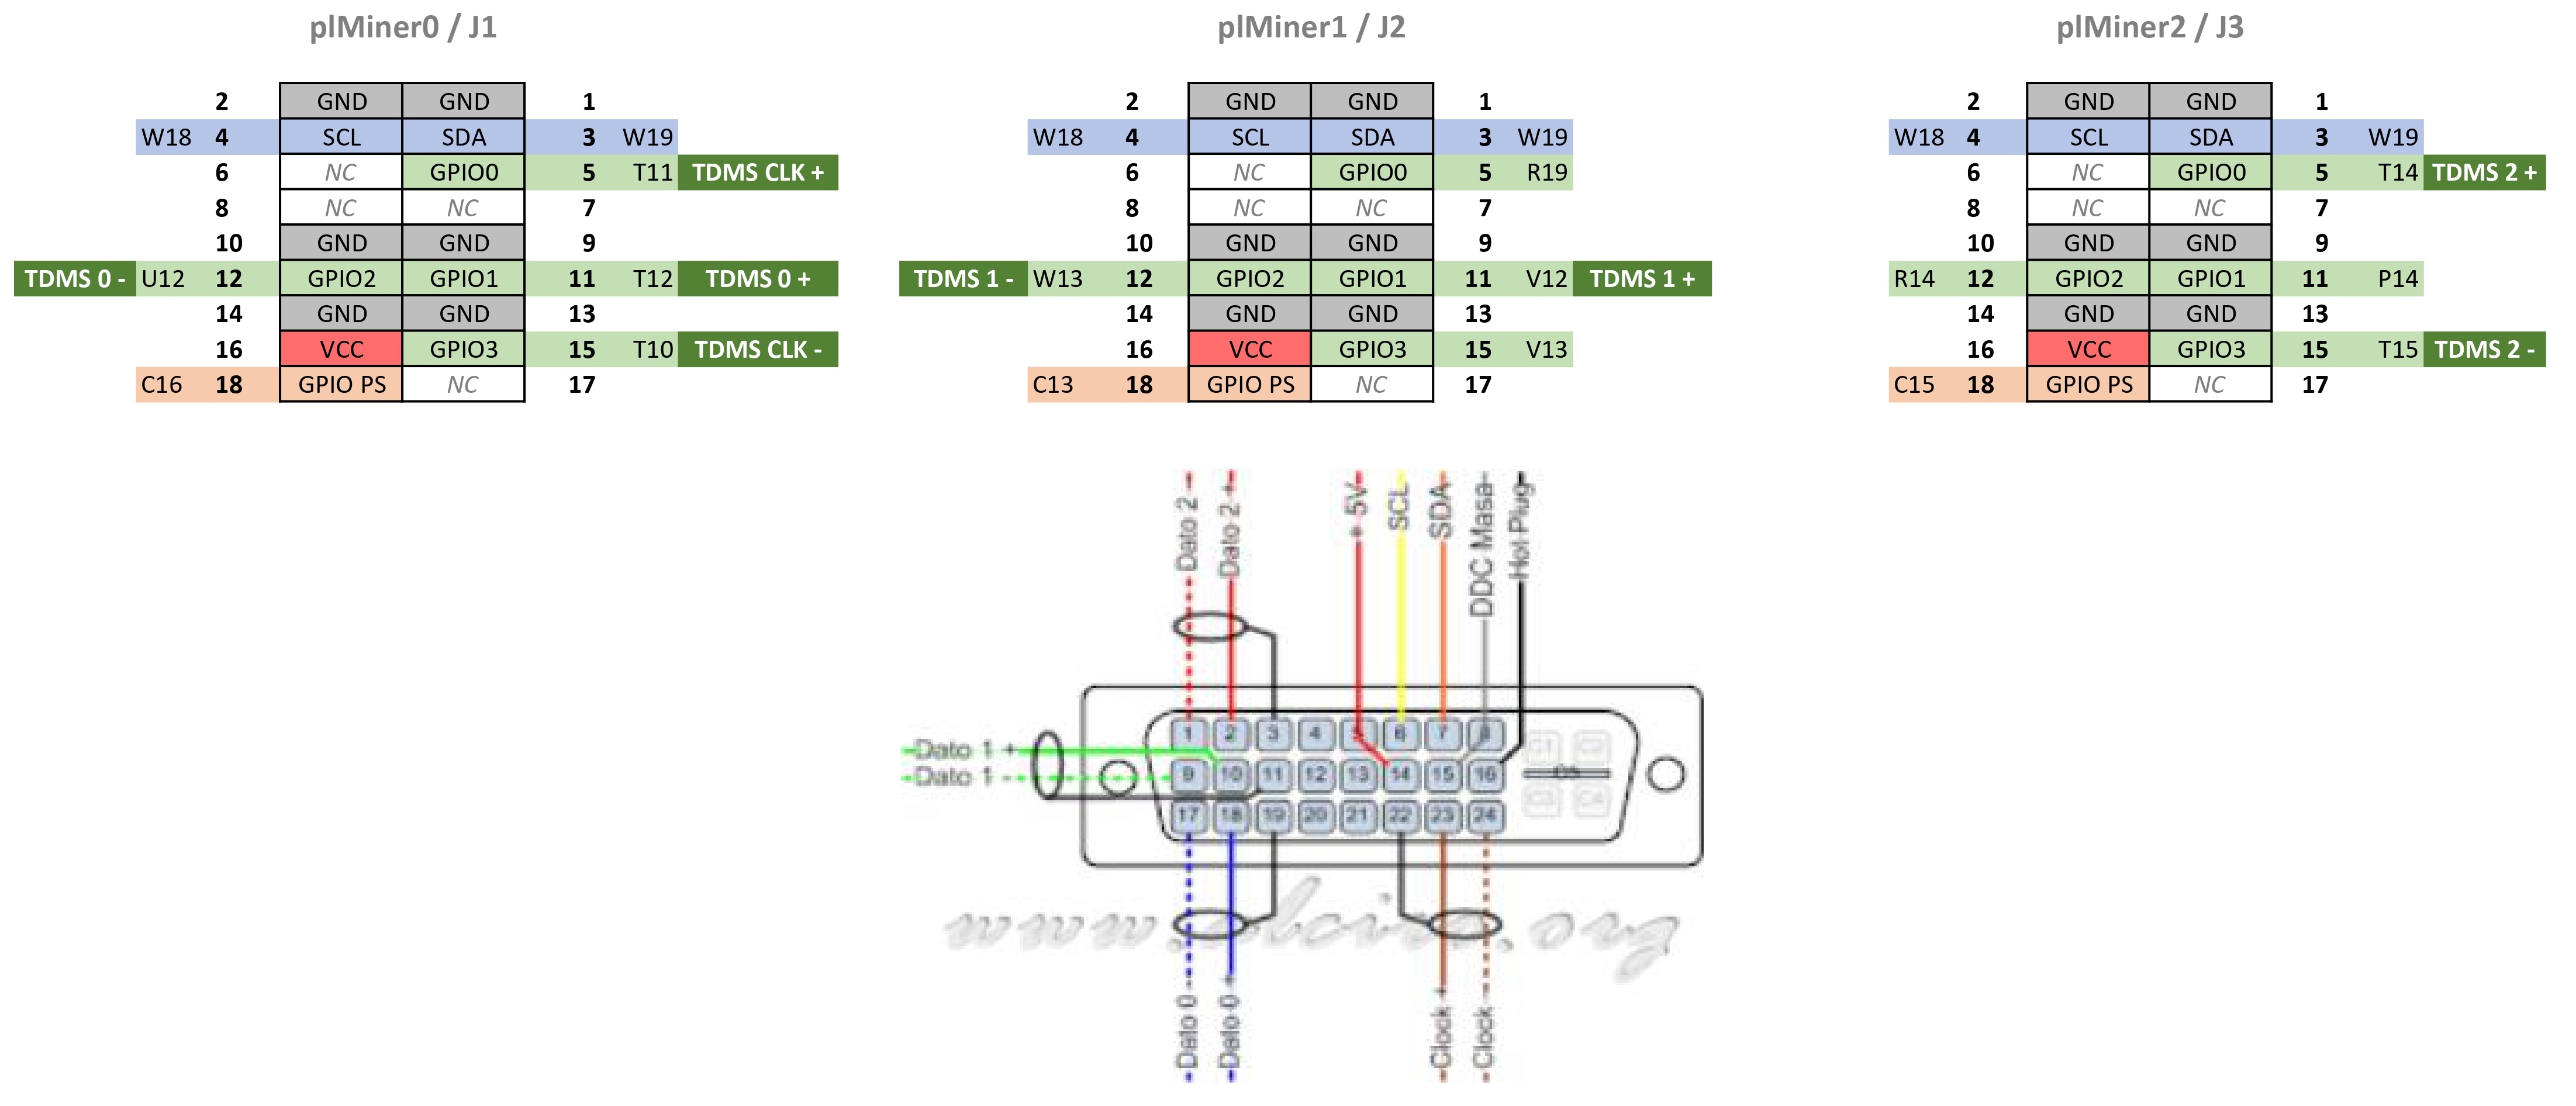 plMiner0 / J1
2 GND GND 1
W18 4 SCL SDA 3 W19
6 NC GPIO0 5 T11 TDMS CLK +
8 NC NC 7
10 GND GND 9
TDMS 0 - U12 12 GPIO2 GPIO1 11 T12 TDMS 0 +
14 GND GND 13
16 VCC GPIO3 15 T10 TDMS CLK -
C16 18 GPIO PS NC 17
plMiner1 / J2
2 GND GND 1
W18 4 SCL SDA 3 W19
6 NC GPIO0 5 R19
8 NC NC 7
10 GND GND 9
TDMS 1 - W13 12 GPIO2 GPIO1 11 V12 TDMS 1 +
14 GND GND 13
16 VCC GPIO3 15 V13
C13 18 GPIO PS NC 17
plMiner2 / J3
2 GND GND 1
W18 4 SCL SDA 3 W19
6 NC GPIO0 5 T14 TDMS 2 +
8 NC NC 7
10 GND GND 9
R14 12 GPIO2 GPIO1 11 P14
14 GND GND 13
16 VCC GPIO3 15 T15 TDMS 2 -
C15 18 GPIO PS NC 17
Dato 2 -
Dato 2 +
+ 5V
SCL
SDA
DDC Masa
Hot Plug
Dato 1 +
Dato 1 -
1 2 3 4 5 6 7 8
9 10 11 12 13 14 15 16
17 18 19 20 21 22 23 24
C1 C2
C5
C3 C4
Dato 0 -
Dato 0 +
Clock +
Clock -